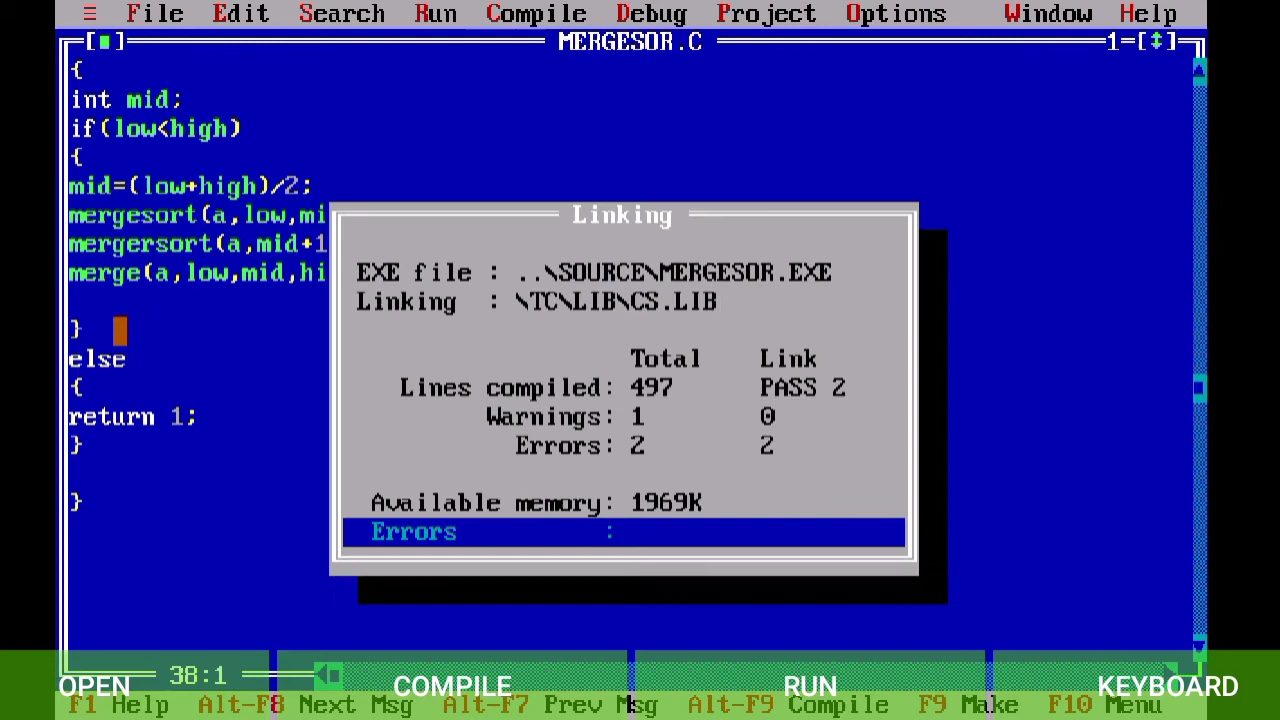 ≡ File Edit Search Run Compile Debug Project Options Window Help
[■] MERGESOR.C 1=[↕]
{
int mid;
if(low<high)
{
mid=(low+high)/2;
mergesort(a,low,mi
mergersort(a,mid+1
merge(a,low,mid,hi
}
else
{
return 1;
}
}
Linking
EXE file : ..\SOURCE\MERGESOR.EXE
Linking : \TC\LIB\CS.LIB
Total Link
Lines compiled: 497 PASS 2
Warnings: 1 0
Errors: 2 2
Available memory: 1969K
Errors :
38:1
OPEN COMPILE RUN KEYBOARD
F1 Help Alt-F8 Next Msg Alt-F7 Prev Msg Alt-F9 Compile F9 Make F10 Menu